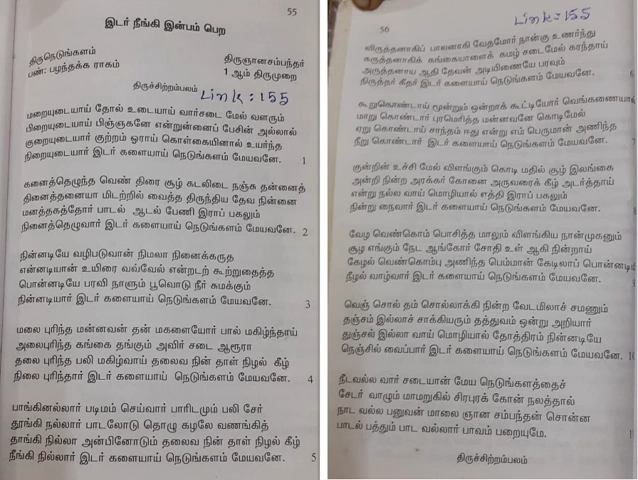 55
இடர் நீங்கி இன்பம் பெற
திருநெடுங்களம்
திருஞானசம்பந்தர்
பண்: பழந்தக்க ராகம்
1 ஆம் திருமுறை
திருச்சிற்றம்பலம்
Link: 155
மறையுடையாய் தோல் உடையாய் வார்சடை மேல் வளரும்
பிறையுடையாய் பிஞ்ஞகனே என்றுன்னைப் பேசின் அல்லால்
குறையுடையார் குற்றம் ஓராய் கொள்கையினால் உயர்ந்த
நிறையுடையார் இடர் களையாய் நெடுங்களம் மேயவனே. 1
கனைத்தெழுந்த வெண் திரை சூழ் கடலிடை நஞ்சு தன்னைத்
தினைத்தனையா மிடற்றில் வைத்த திருந்திய தேவ நின்னை
மனத்தகத்தோர் பாடல் ஆடல் பேணி இராப் பகலும்
நினைத்தெழுவார் இடர் களையாய் நெடுங்களம் மேயவனே. 2
நின்னடியே வழிபடுவான் நிமலா நினைக்கருத
என்னடியான் உயிரை வவ்வேல் என்றடற் கூற்றுதைத்த
பொன்னடியே பரவி நாளும் பூவொடு நீர் சுமக்கும்
நின்னடியார் இடர் களையாய் நெடுங்களம் மேயவனே. 3
மலை புரிந்த மன்னவன் தன் மகளையோர் பால் மகிழ்ந்தாய்
அலைபுரிந்த கங்கை தங்கும் அவிர் சடை ஆரூரா
தலை புரிந்த பலி மகிழ்வாய் தலைவ நின் தாள் நிழல் கீழ்
நிலை புரிந்தார் இடர் களையாய் நெடுங்களம் மேயவனே. 4
பாங்கினல்லார் படிமம் செய்வார் பாரிடமும் பலி சேர்
தூங்கி நல்லார் பாடலோடு தொழு கழலே வணங்கித்
தாங்கி நில்லா அன்பினோடும் தலைவ நின் தாள் நிழல் கீழ்
நீங்கி நில்லார் இடர் களையாய் நெடுங்களம் மேயவனே. 5
56
Link: 155
விருத்தனாகிப் பாலனாகி வேதமோர் நான்கு உணர்ந்து
கருத்தனாகிக் கங்கையாளைக் கமழ் சடைமேல் கரந்தாய்
அருத்தனாய ஆதி தேவன் அடியிணையே பரவும்
நிருத்தர் கீதர் இடர் களையாய் நெடுங்களம் மேயவனே.
கூறுகொண்டாய் மூன்றும் ஒன்றாக் கூட்டியோர் வெங்கணையால்
மாறு கொண்டார் புரமெரித்த மன்னவனே கொடிமேல்
ஏறு கொண்டாய் சாந்தம் ஈது என்று எம் பெருமான் அணிந்த
நீறு கொண்டார் இடர் களையாய் நெடுங்களம் மேயவனே. 7
குன்றின் உச்சி மேல் விளங்கும் கொடி மதில் சூழ் இலங்கை
அன்றி நின்ற அரக்கர் கோனை அருவரைக் கீழ் அடர்த்தாய்
என்று நல்ல வாய் மொழியால் ஏத்தி இராப் பகலும்
நின்று நைவார் இடர் களையாய் நெடுங்களம் மேயவனே.
வேழ வெண்கொம் பொசித்த மாலும் விளங்கிய நான்முகனும்
சூழ எங்கும் நேட ஆங்கோர் சோதி உள் ஆகி நின்றாய்
கேழல் வெண்கொம்பு அணிந்த பெம்மான் கேடிலாப் பொன்னடியின்
நீழல் வாழ்வார் இடர் களையாய் நெடுங்களம் மேயவனே.
வெஞ் சொல் தம் சொல்லாக்கி நின்ற வேடமிலாச் சமணும்
தஞ்சம் இல்லாச் சாக்கியரும் தத்துவம் ஒன்று அறியார்
துஞ்சல் இல்லா வாய் மொழியால் தோத்திரம் நின்னடியே
நெஞ்சில் வைப்பார் இடர் களையாய் நெடுங்களம் மேயவனே. 10
நீடவல்ல வார் சடையான் மேய நெடுங்களத்தைச்
சேடர் வாழும் மாமறுகில் சிரபுரக் கோன் நலத்தால்
நாட வல்ல பனுவன் மாலை ஞான சம்பந்தன் சொன்ன
பாடல் பத்தும் பாட வல்லார் பாவம் பறையுமே.
திருச்சிற்றம்பலம்